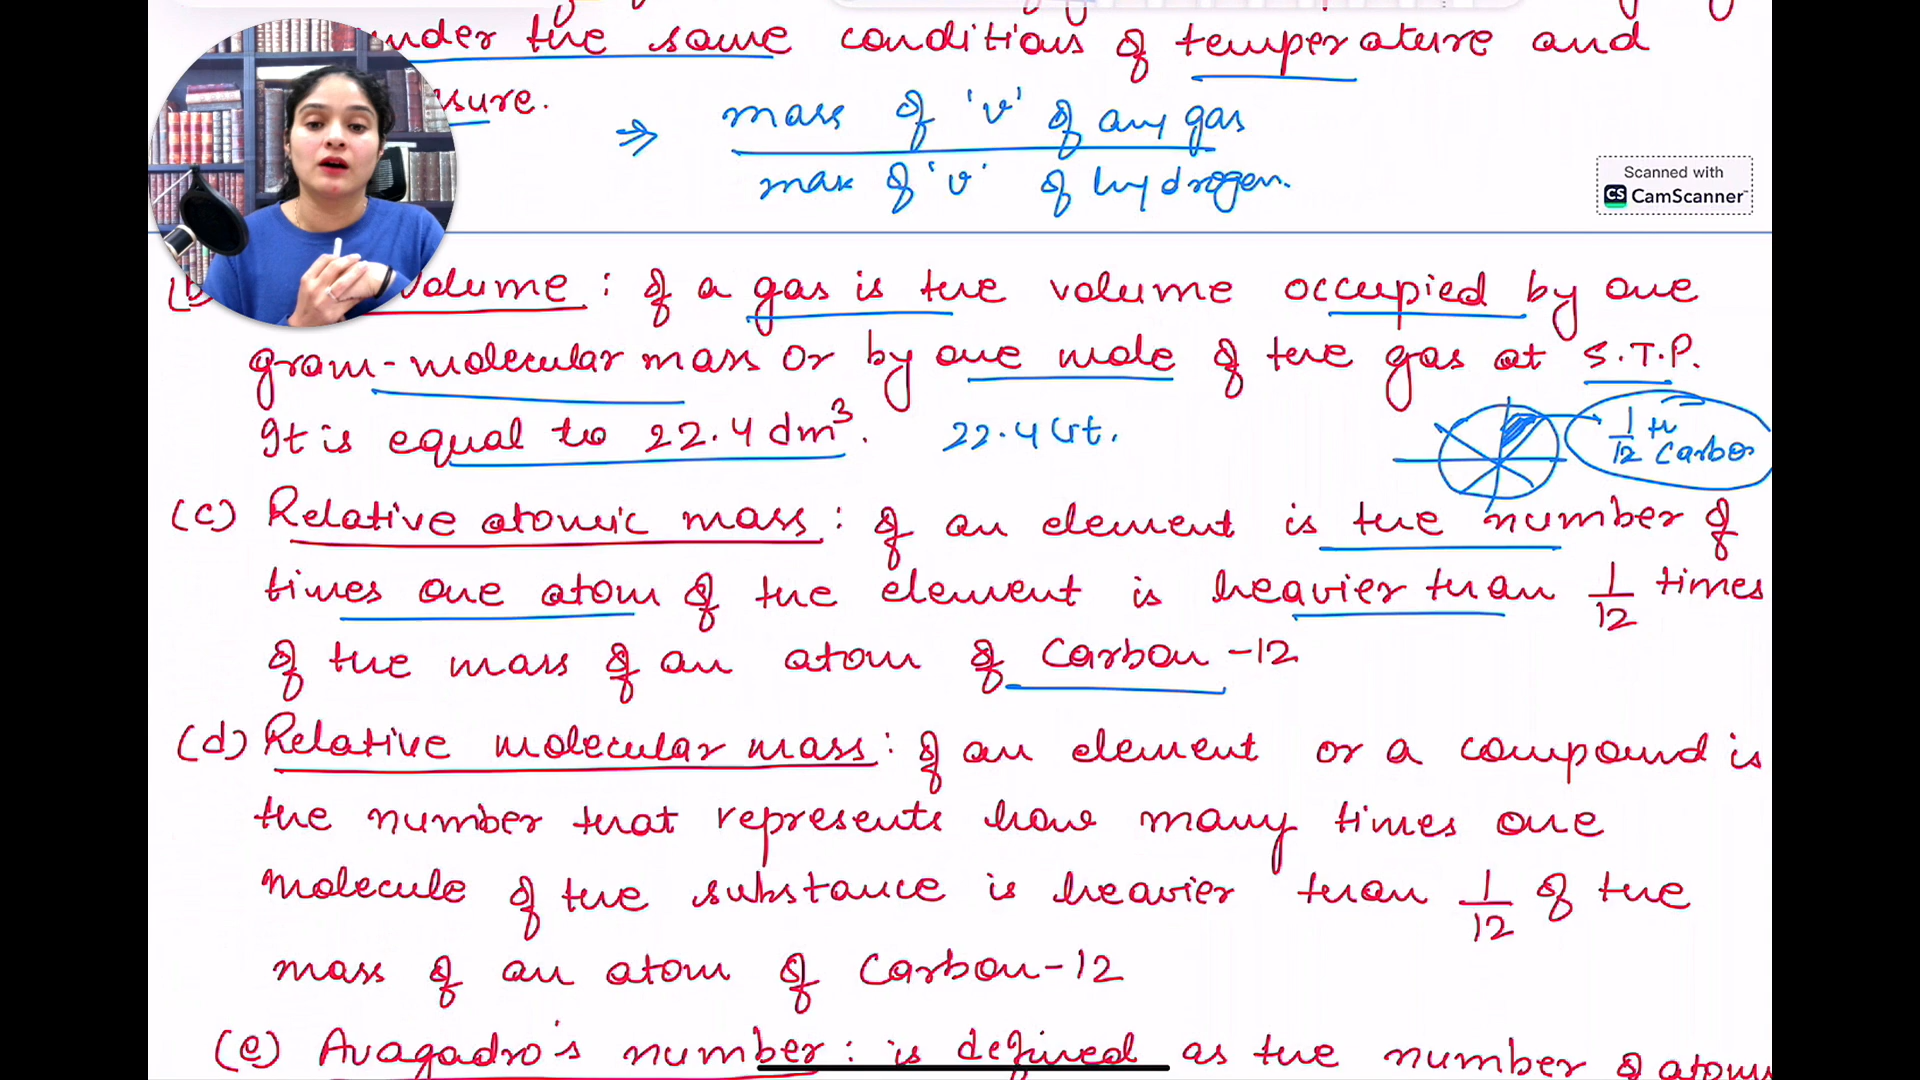 under the same conditions of temperature and
sure.
⇒ mass of 'v' of any gas
mass of 'v' of hydrogen.
Scanned with
CS CamScanner
Volume : of a gas is the volume occupied by one
gram-molecular mass or by one mole of the gas at S.T.P.
It is equal to 22.4 dm³. 22.4 lit.
1/12 th
Carbon
(c) Relative atomic mass : of an element is the number of
times one atom of the element is heavier than 1/12 times
of the mass of an atom of Carbon-12
(d) Relative molecular mass : of an element or a compound is
the number that represents how many times one
molecule of the substance is heavier than 1/12 of the
mass of an atom of Carbon-12
(e) Avagadro's number : is defined as the number of atoms